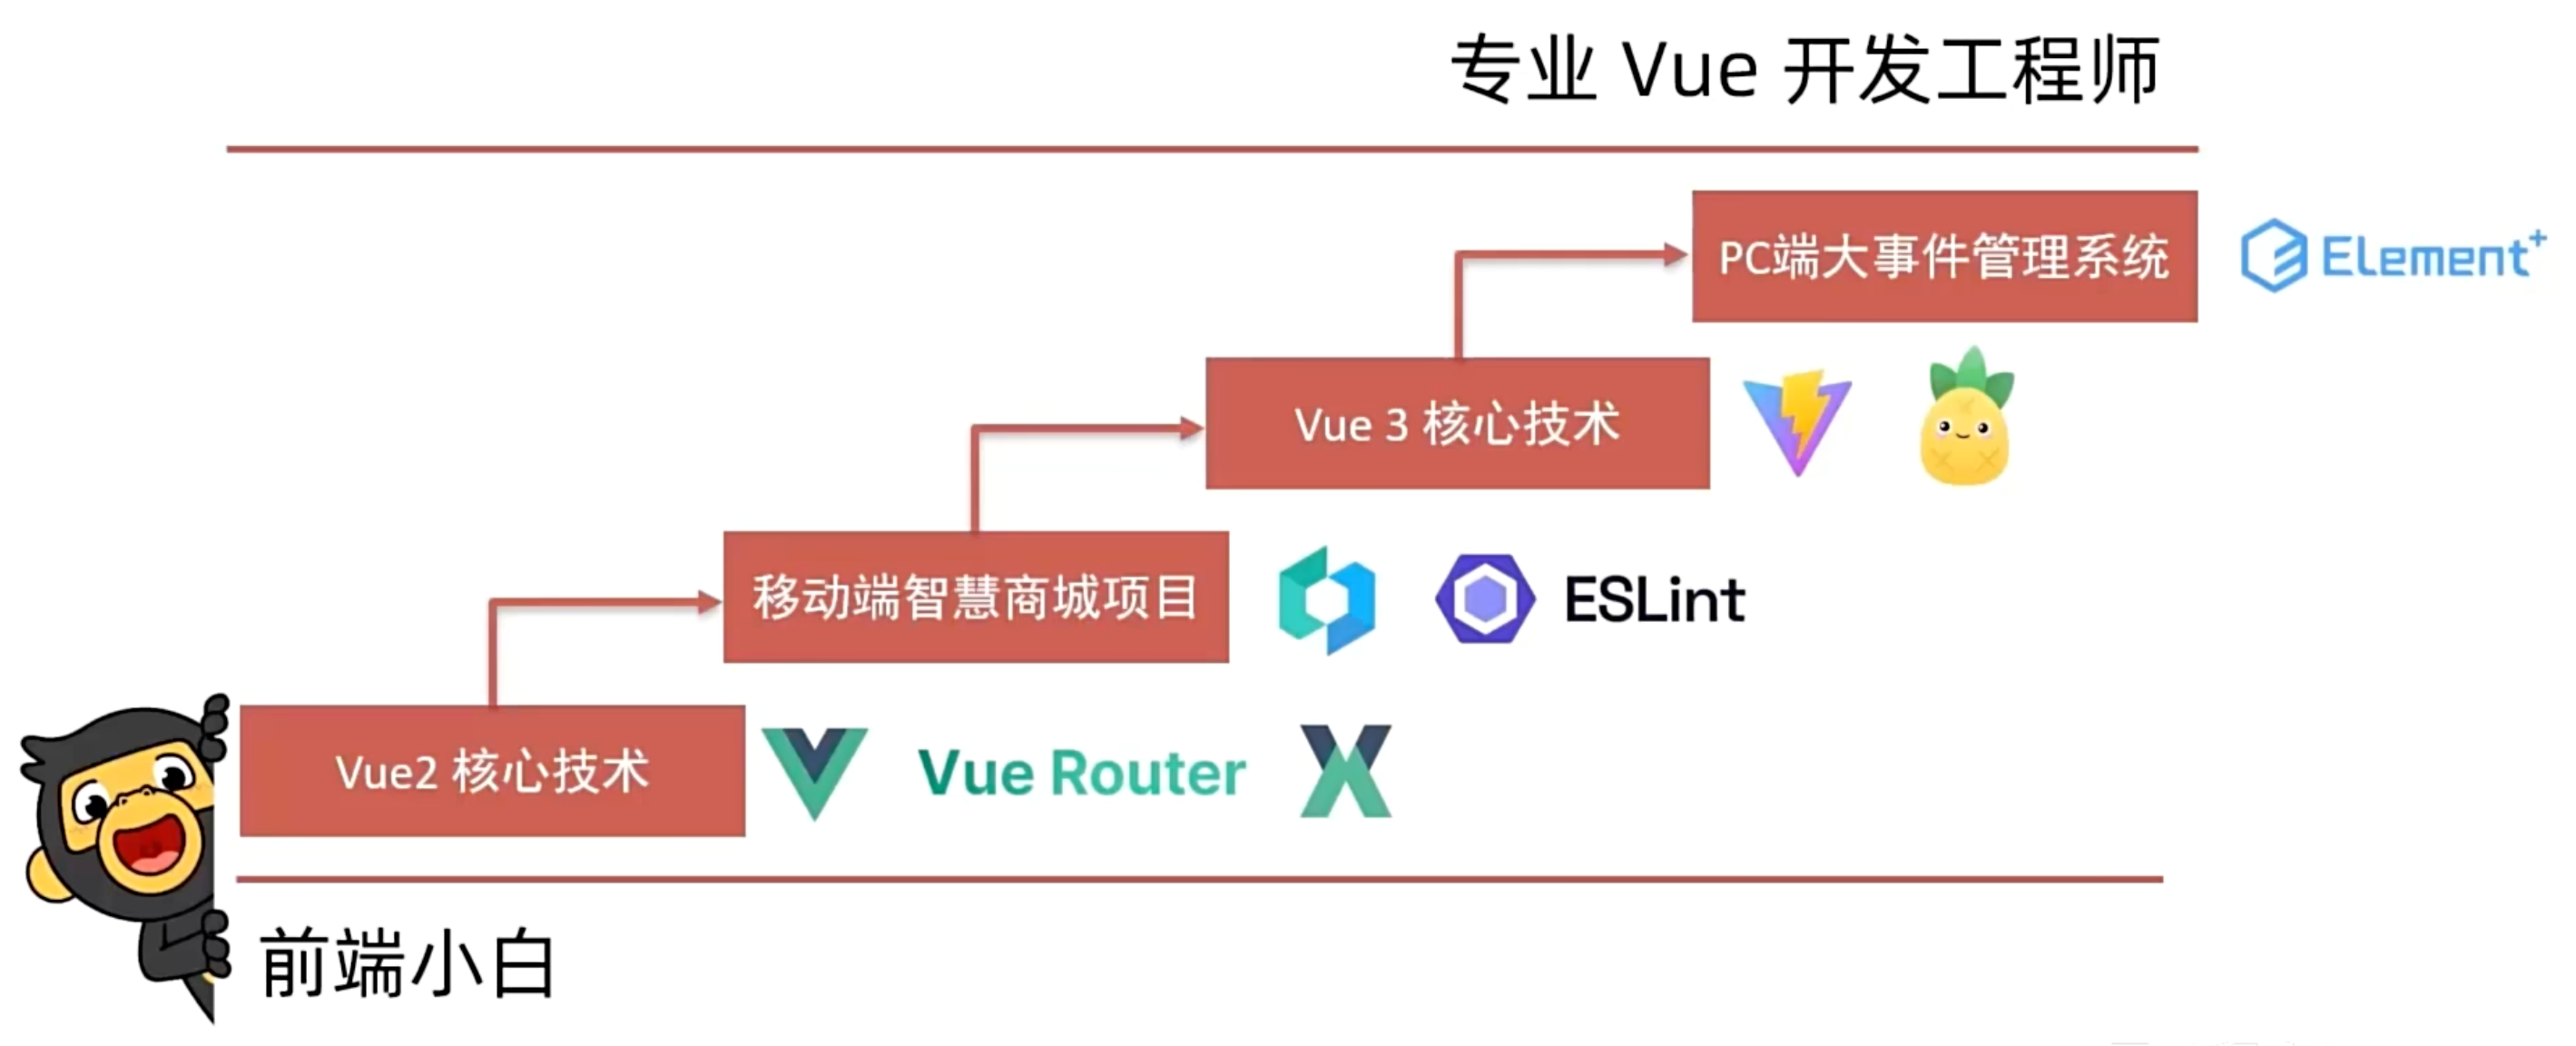 专业 Vue 开发工程师
PC端大事件管理系统
Element+
Vue 3 核心技术
移动端智慧商城项目
ESLint
Vue2 核心技术
Vue Router
前端小白